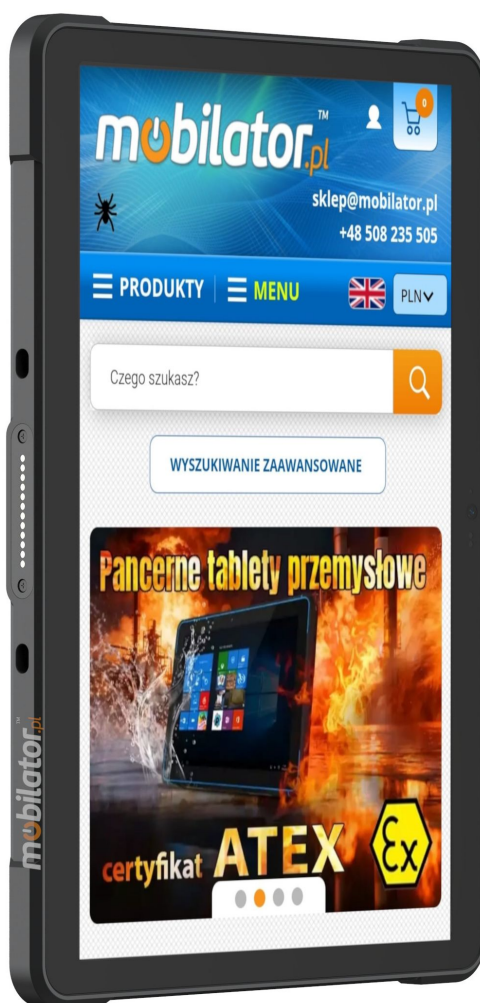 mobilator.pl™
0
sklep@mobilator.pl
+48 508 235 505
PRODUKTY
MENU
PLN
Czego szukasz?
WYSZUKIWANIE ZAAWANSOWANE
Pancerne tablety przemysłowe
certyfikat ATEX
Ex
mobilator.pl™